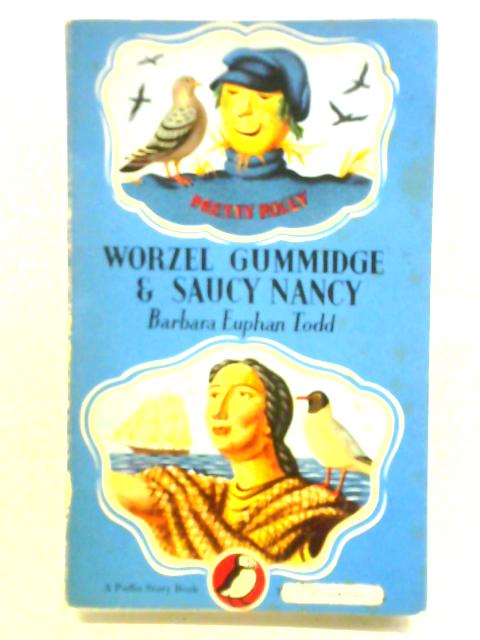 PRETTY POLLY
WORZEL GUMMIDGE
& SAUCY NANCY
Barbara Euphan Todd
A Puffin Story Book